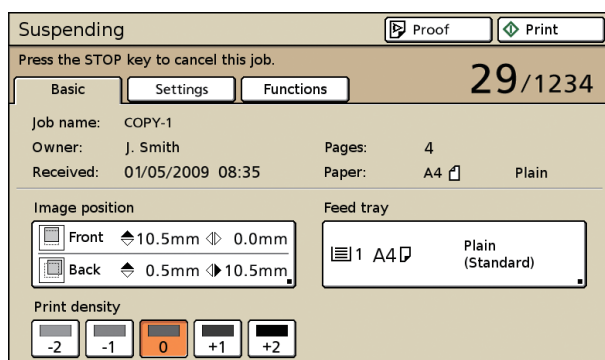 Suspending Proof Print
Press the STOP key to cancel this job.
29/1234
Basic Settings Functions
Job name: COPY-1
Owner: J. Smith Pages: 4
Received: 01/05/2009 08:35 Paper: A4 Plain
Image position Feed tray
Front 10.5mm 0.0mm
Back 0.5mm 10.5mm
1 A4 Plain
(Standard)
Print density
-2 -1 0 +1 +2